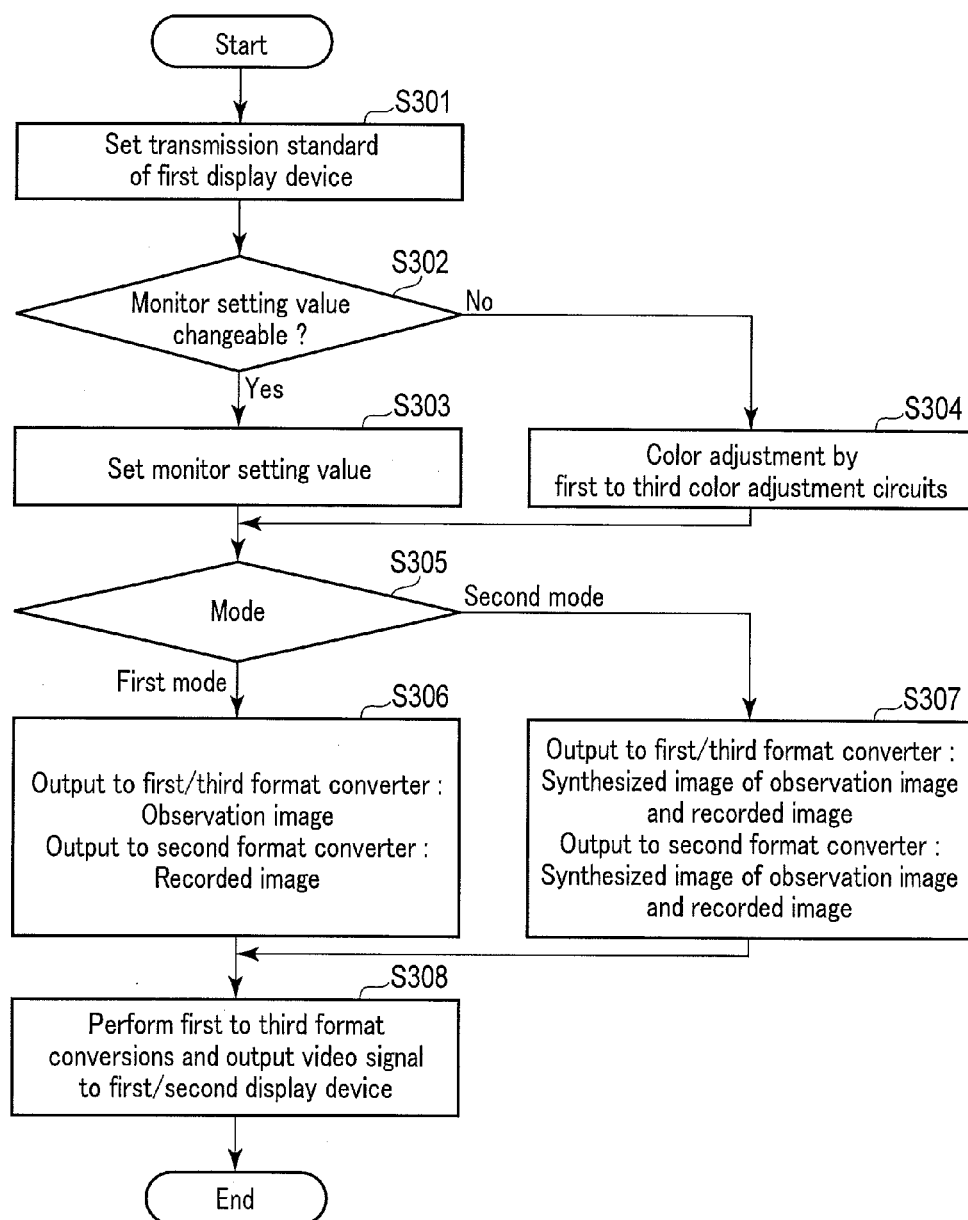 Start
S301
Set transmission standard
of first display device
S302
Monitor setting value
changeable ?
No
Yes
S303
Set monitor setting value
S304
Color adjustment by
first to third color adjustment circuits
S305
Mode
Second mode
First mode
S306
Output to first/third format converter :
Observation image
Output to second format converter :
Recorded image
S307
Output to first/third format converter :
Synthesized image of observation image
and recorded image
Output to second format converter :
Synthesized image of observation image
and recorded image
S308
Perform first to third format
conversions and output video signal
to first/second display device
End